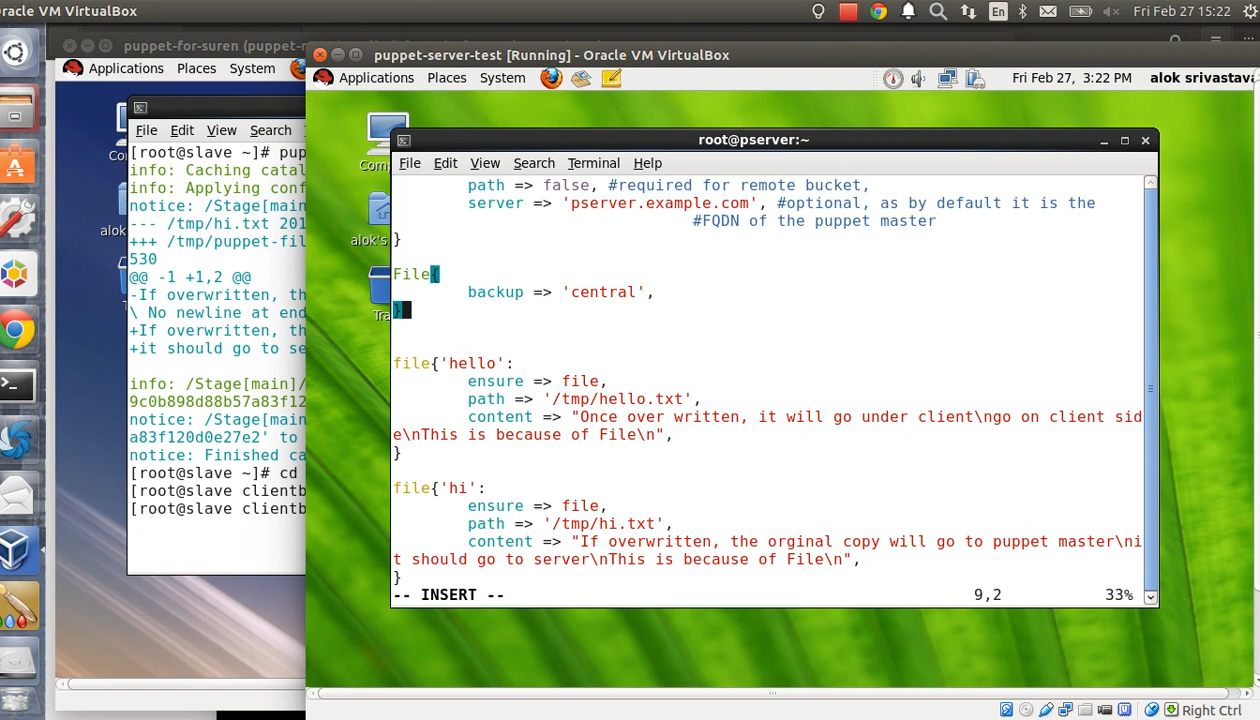 Oracle VM VirtualBox
En
Fri Feb 27 15:22
puppet-for-suren (puppet-
Applications Places System
File Edit View Search
[root@slave ~]# pup
info: Caching catal
info: Applying conf
notice: /Stage[main
--- /tmp/hi.txt 201
+++ /tmp/puppet-fil
530
@@ -1 +1,2 @@
-If overwritten, th
\ No newline at end
+If overwritten, th
+it should go to se
info: /Stage[main]/
9c0b898d88b57a83f12
notice: /Stage[main
a83f120d0e27e2' to
notice: Finished ca
[root@slave ~]# cd
[root@slave clientb
[root@slave clientb
puppet-server-test [Running] - Oracle VM VirtualBox
Applications Places System
Fri Feb 27, 3:22 PM alok srivastava
Comp
alok's
Tra
root@pserver:~
File Edit View Search Terminal Help
path => false, #required for remote bucket,
server => 'pserver.example.com', #optional, as by default it is the
#FQDN of the puppet master
}
File{
backup => 'central',
}
file{'hello':
ensure => file,
path => '/tmp/hello.txt',
content => "Once over written, it will go under client\ngo on client sid
e\nThis is because of File\n",
}
file{'hi':
ensure => file,
path => '/tmp/hi.txt',
content => "If overwritten, the orginal copy will go to puppet master\ni
t should go to server\nThis is because of File\n",
}
-- INSERT -- 9,2 33%
Right Ctrl